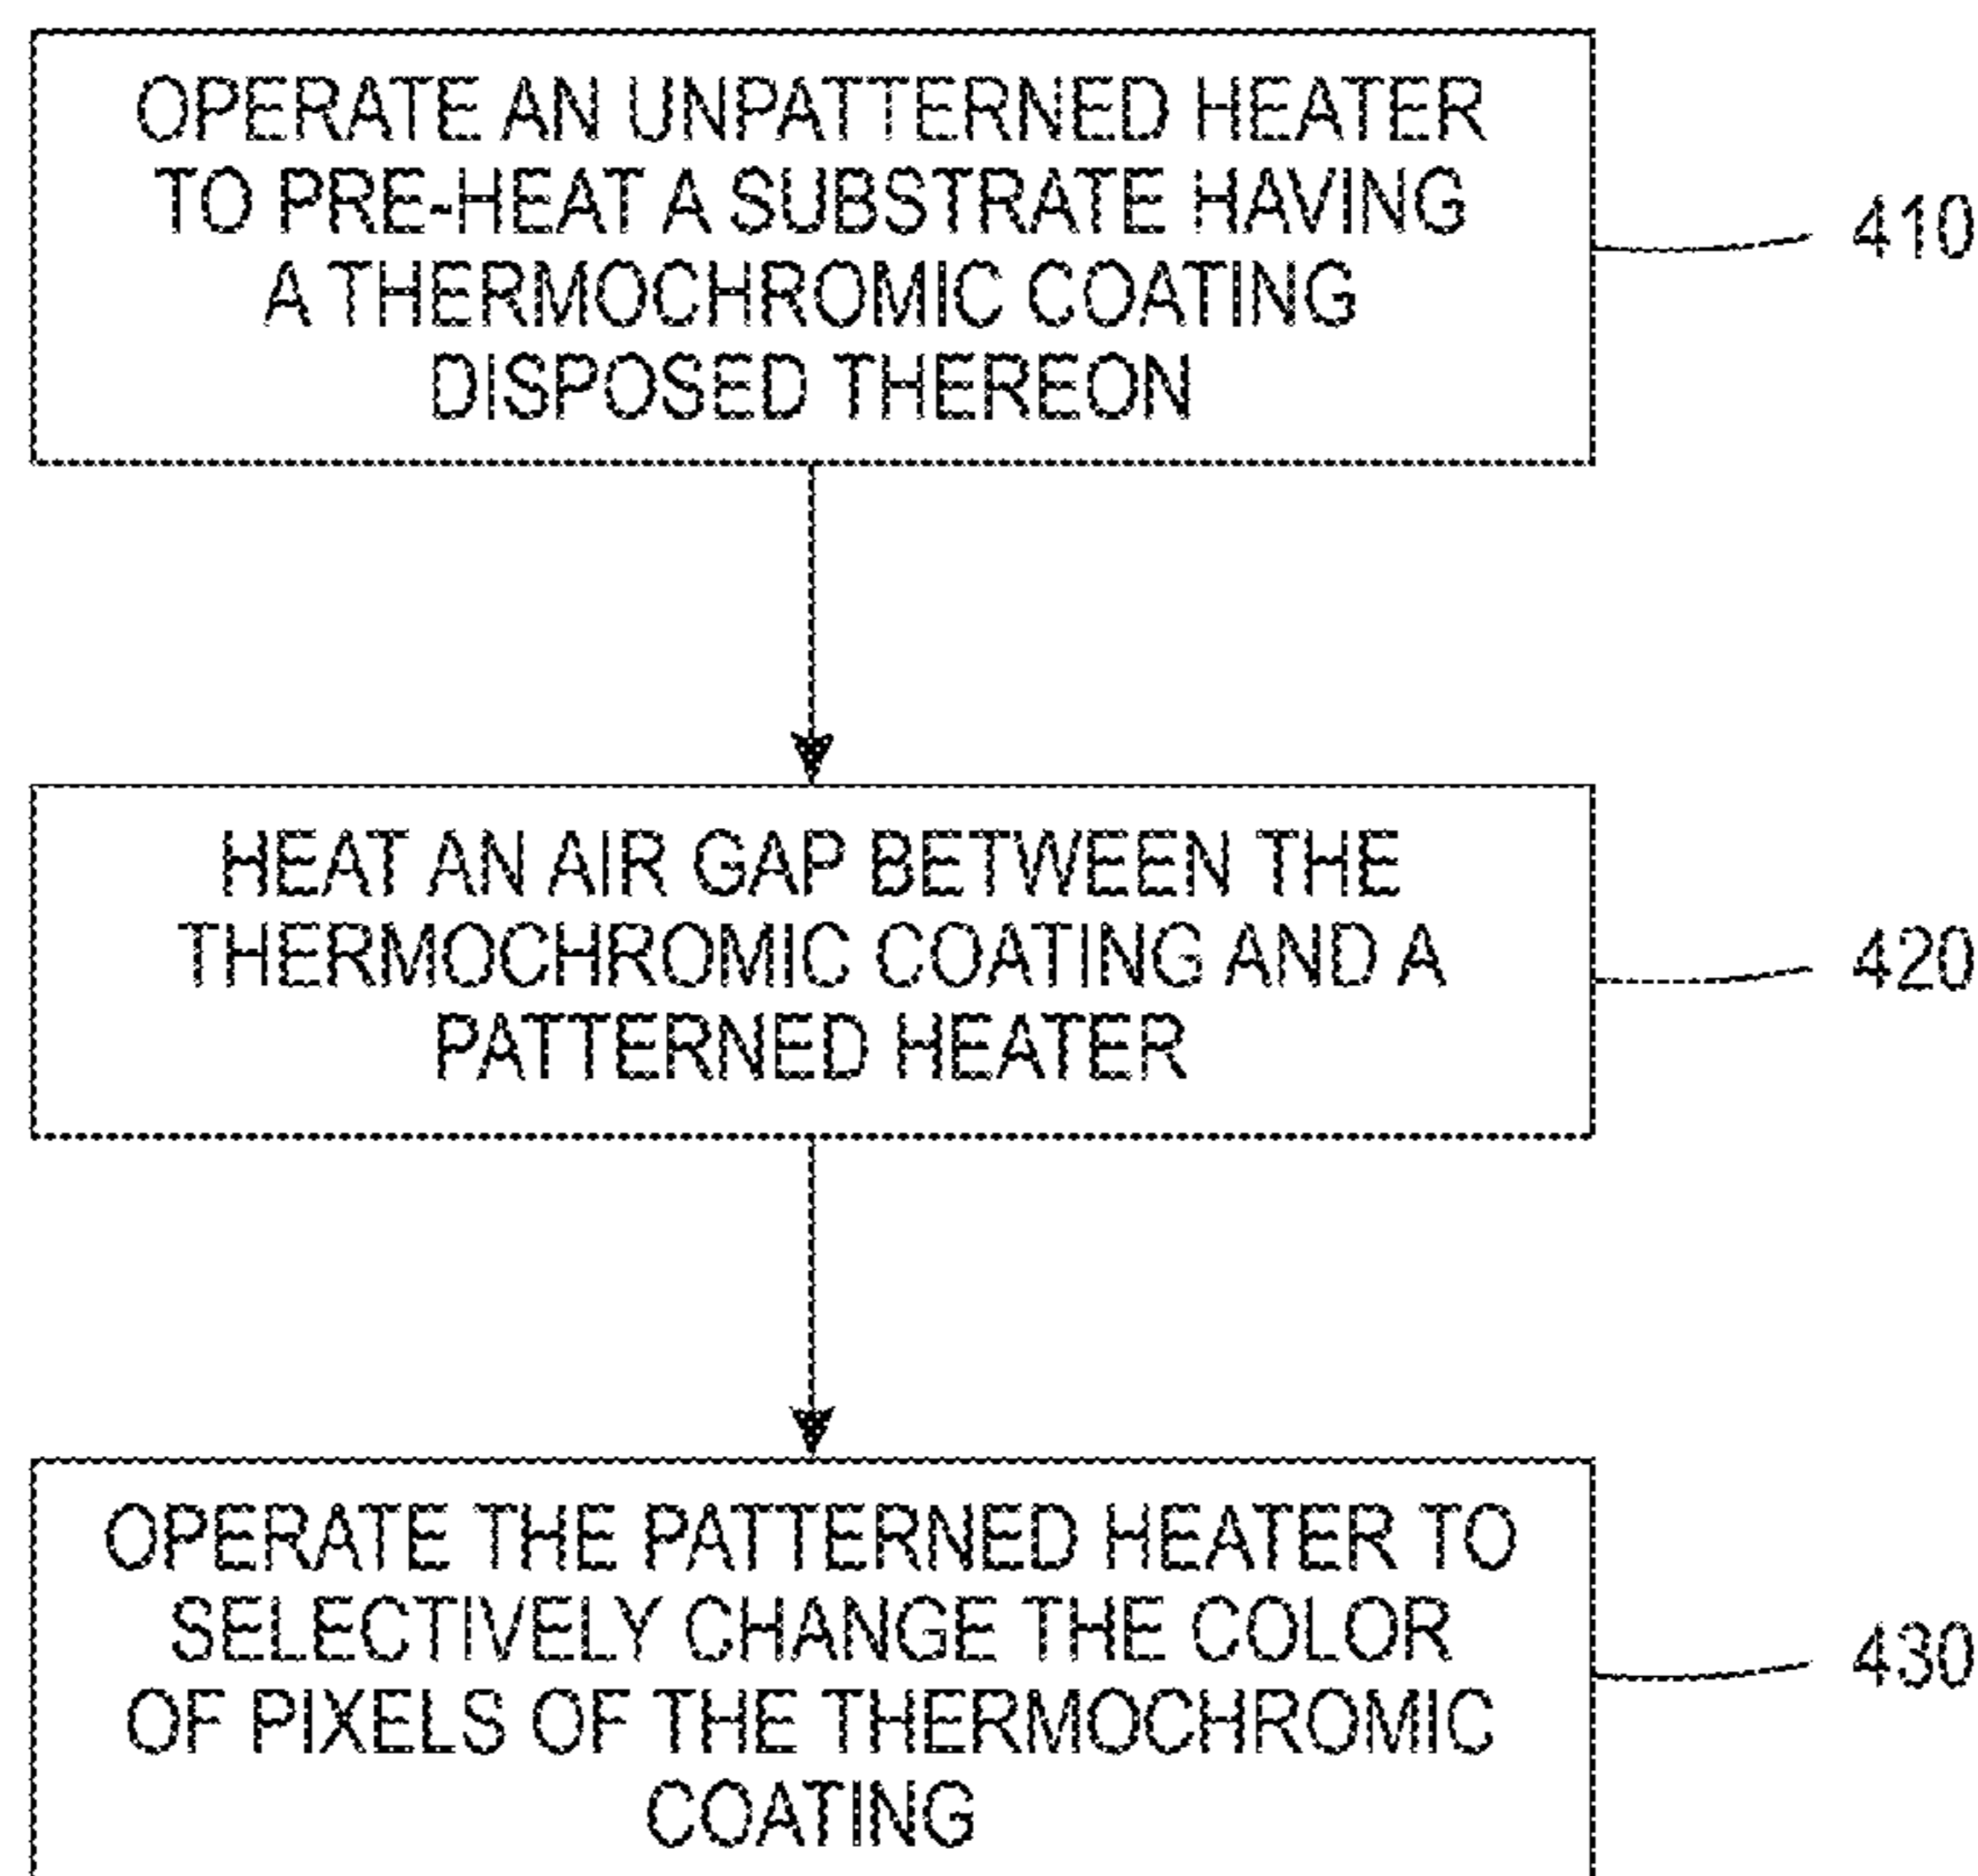 OPERATE AN UNPATTERNED HEATER
TO PRE-HEAT A SUBSTRATE HAVING
A THERMOCHROMIC COATING
DISPOSED THEREON
410
HEAT AN AIR GAP BETWEEN THE
THERMOCHROMIC COATING AND A
PATTERNED HEATER
420
OPERATE THE PATTERNED HEATER TO
SELECTIVELY CHANGE THE COLOR
OF PIXELS OF THE THERMOCHROMIC
COATING
430